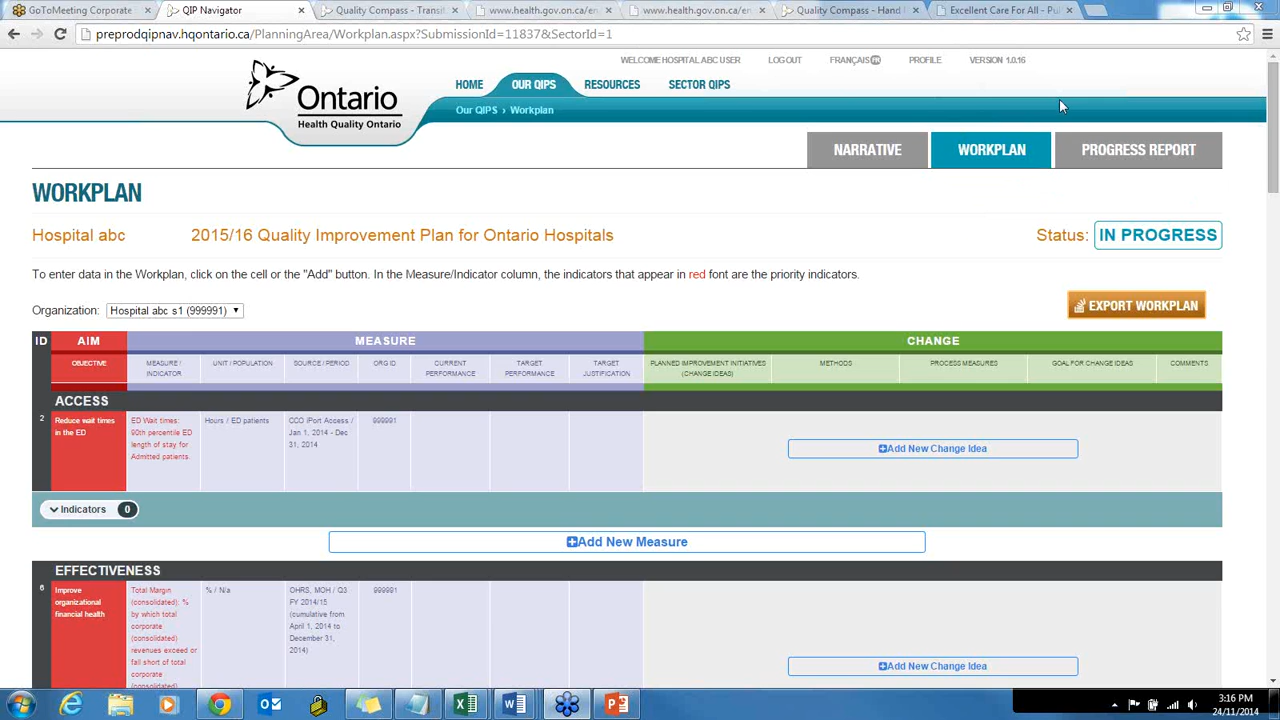 GoToMeeting Corporate
QIP Navigator
Quality Compass - Transit
www.health.gov.on.ca/en
www.health.gov.on.ca/en
Quality Compass - Hand
Excellent Care For All - Pu
preprodqipnav.hqontario.ca/PlanningArea/Workplan.aspx?SubmissionId=11837&SectorId=1
WELCOME HOSPITAL ABC USER
LOGOUT
FRANÇAIS FR
PROFILE
VERSION 1.0.16
HOME
OUR QIPS
RESOURCES
SECTOR QIPS
Ontario
Health Quality Ontario
Our QIPS › Workplan
NARRATIVE
WORKPLAN
PROGRESS REPORT
WORKPLAN
Hospital abc
2015/16 Quality Improvement Plan for Ontario Hospitals
Status: IN PROGRESS
To enter data in the Workplan, click on the cell or the "Add" button. In the Measure/Indicator column, the indicators that appear in red font are the priority indicators.
Organization: Hospital abc s1 (999991)
EXPORT WORKPLAN
ID
AIM
MEASURE
CHANGE
OBJECTIVE
MEASURE /
INDICATOR
UNIT / POPULATION
SOURCE / PERIOD
ORG ID
CURRENT
PERFORMANCE
TARGET
PERFORMANCE
TARGET
JUSTIFICATION
PLANNED IMPROVEMENT INITIATIVES
(CHANGE IDEAS)
METHODS
PROCESS MEASURES
GOAL FOR CHANGE IDEAS
COMMENTS
ACCESS
2
Reduce wait times
in the ED
ED Wait times:
90th percentile ED
length of stay for
Admitted patients.
Hours / ED patients
CCO iPort Access /
Jan 1, 2014 - Dec
31, 2014
999991
Add New Change Idea
Indicators 0
Add New Measure
EFFECTIVENESS
6
Improve
organizational
financial health
Total Margin
(consolidated): %
by which total
corporate
(consolidated)
revenues exceed or
fall short of total
corporate
(consolidated)
% / N/a
OHRS, MOH / Q3
FY 2014/15
(cumulative from
April 1, 2014 to
December 31,
2014)
999991
Add New Change Idea
3:16 PM
24/11/2014